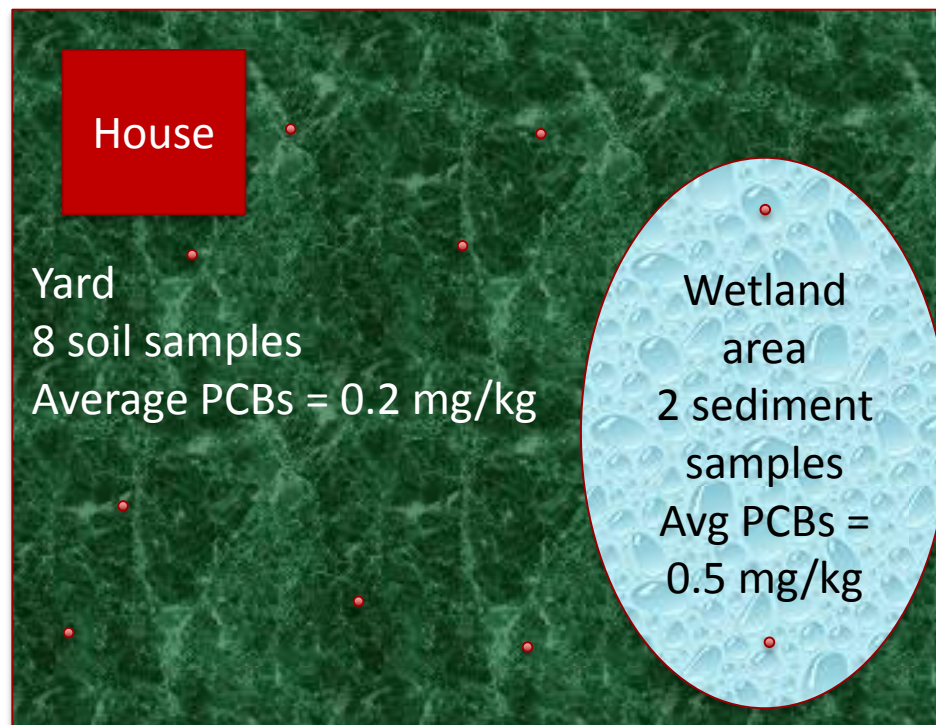 House
Yard
8 soil samples
Average PCBs = 0.2 mg/kg
Wetland
area
2 sediment
samples
Avg PCBs =
0.5 mg/kg